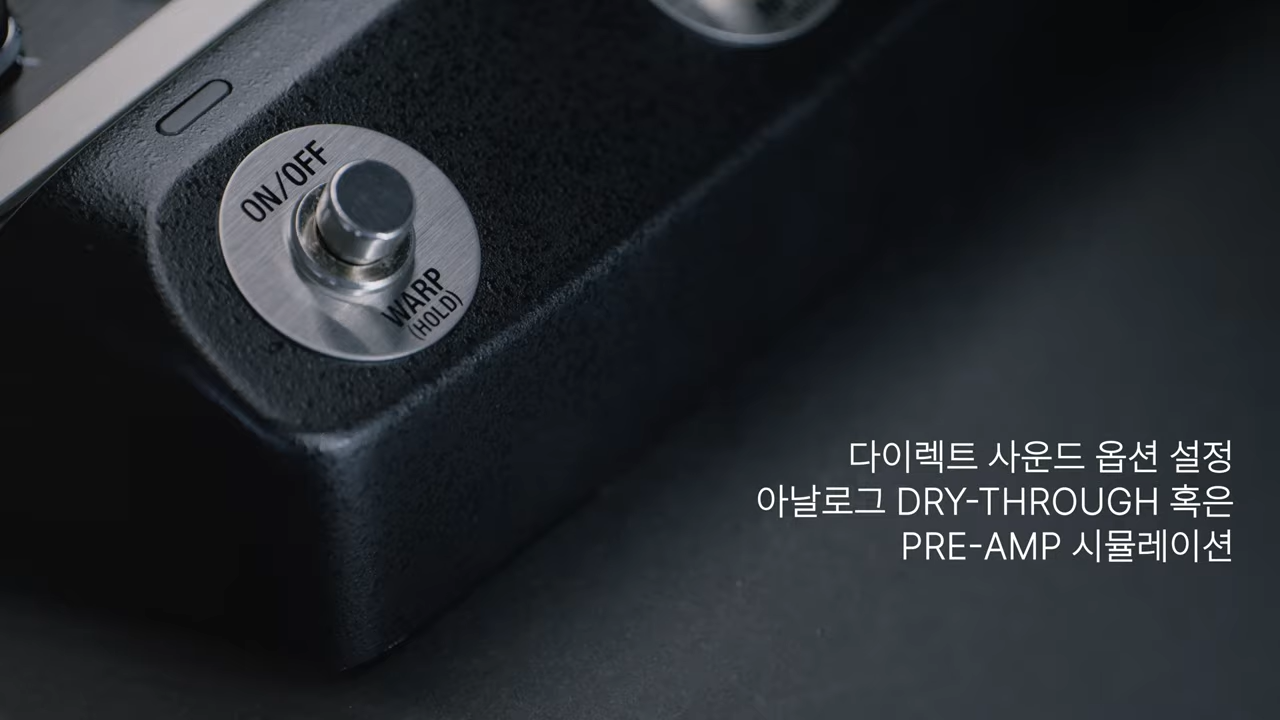 ON/OFF
WARP
(HOLD)
다이렉트 사운드 옵션 설정
아날로그 DRY-THROUGH 혹은
PRE-AMP 시뮬레이션